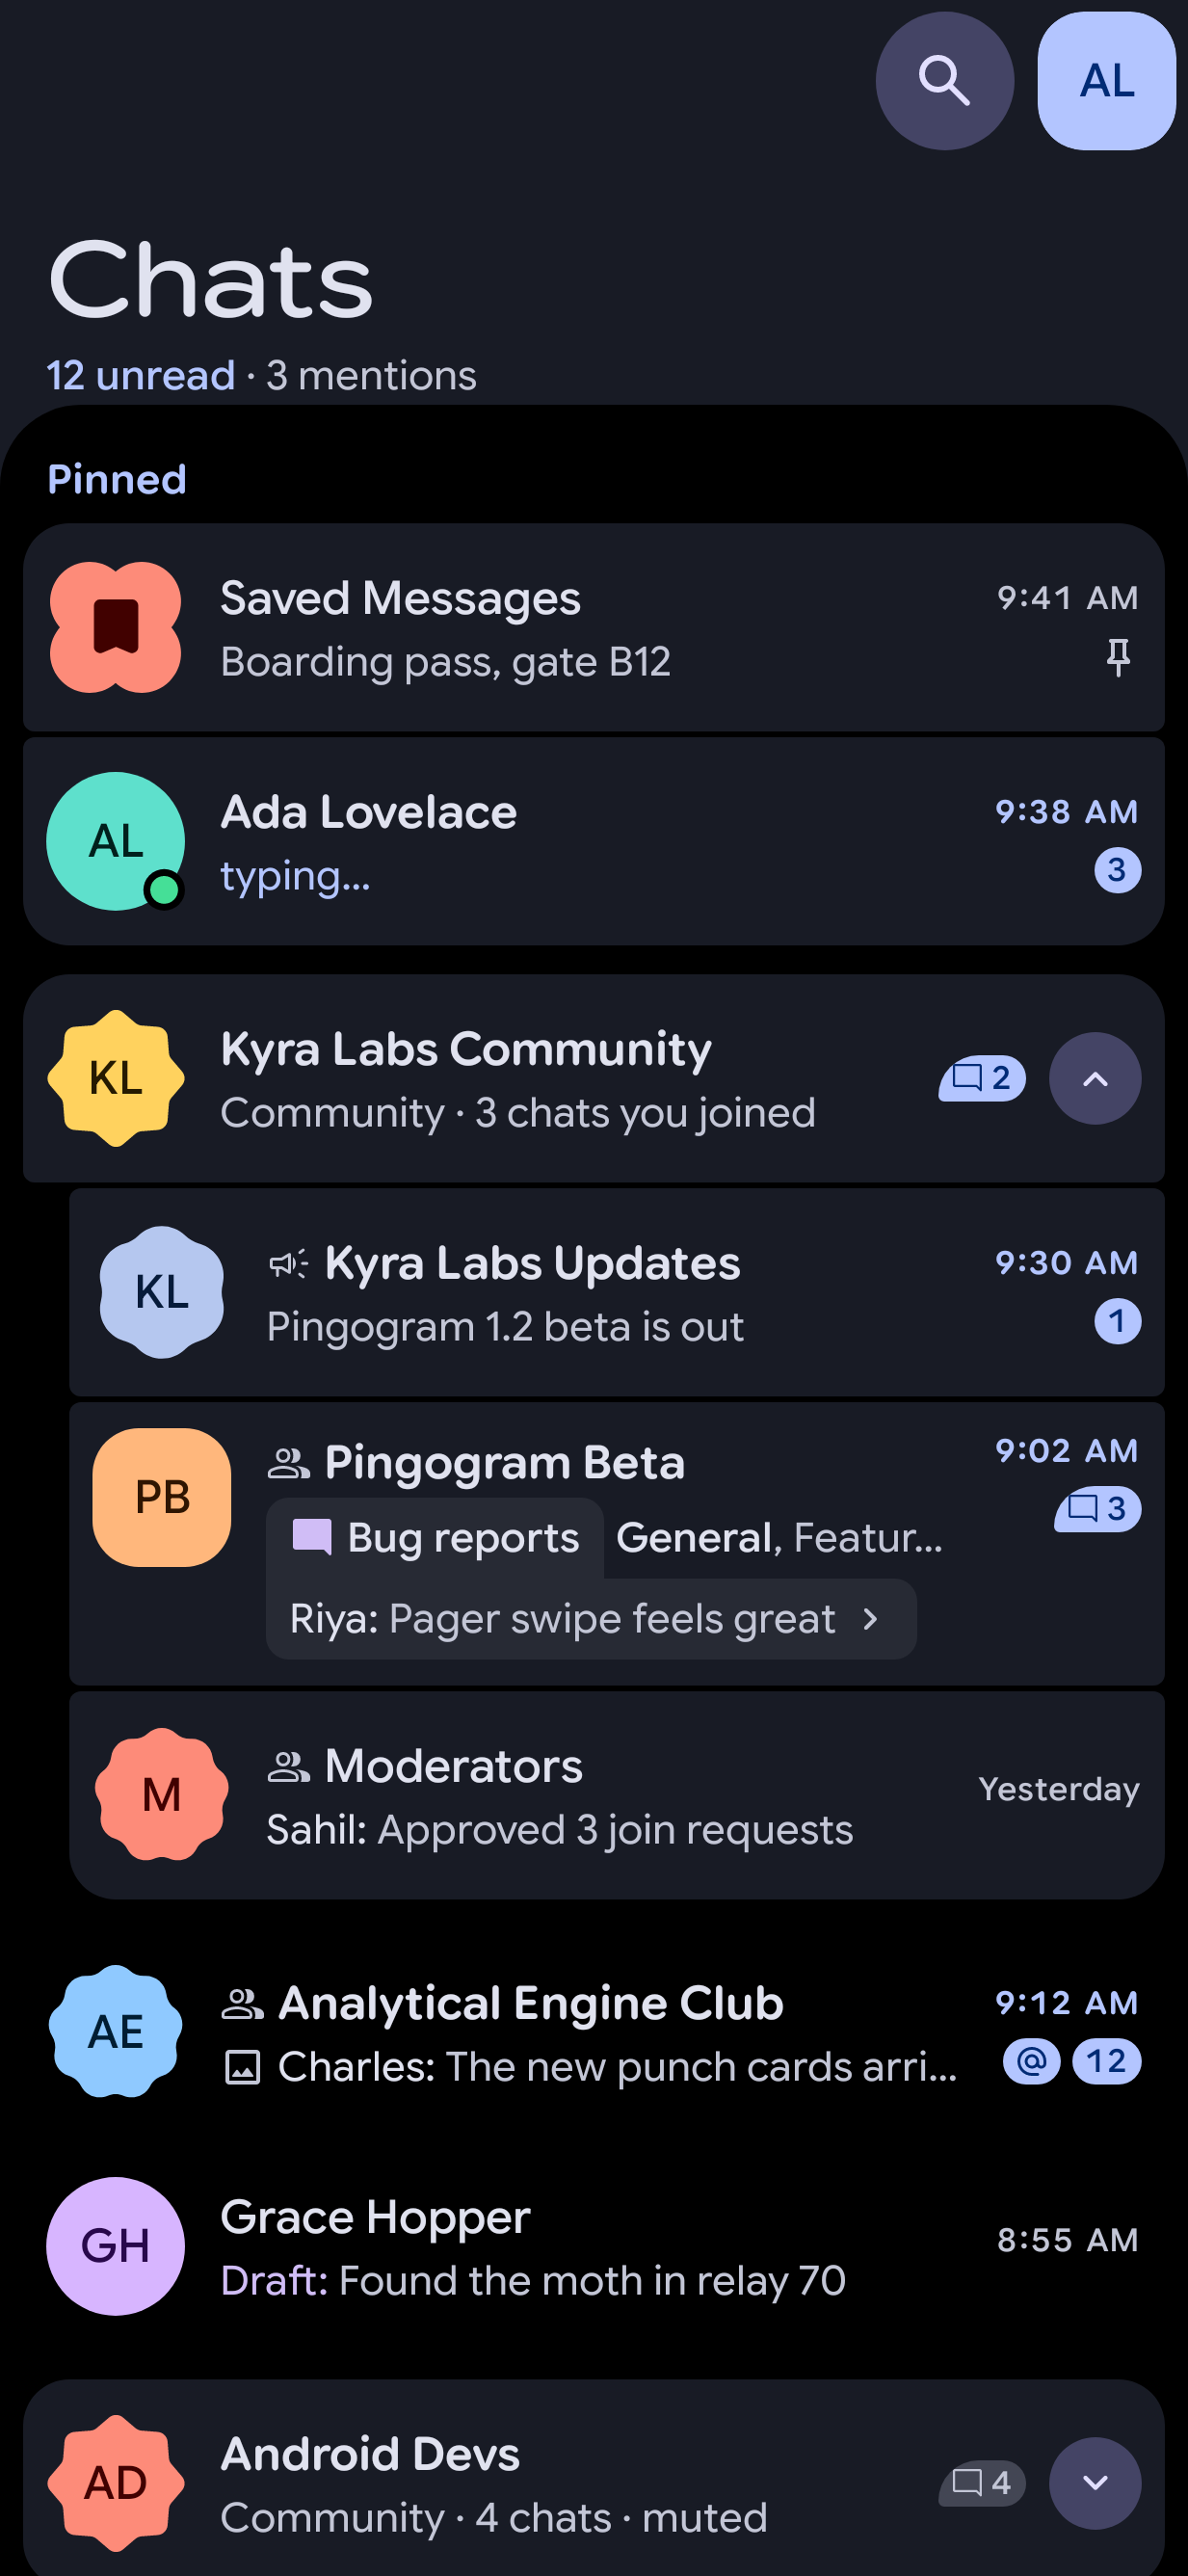 AL
Chats
12 unread · 3 mentions
Pinned
Saved Messages
9:41 AM
Boarding pass, gate B12
AL
Ada Lovelace
9:38 AM
typing...
3
KL
Kyra Labs Community
2
Community · 3 chats you joined
KL
Kyra Labs Updates
9:30 AM
Pingogram 1.2 beta is out
1
PB
Pingogram Beta
9:02 AM
3
Bug reports General, Featur...
Riya: Pager swipe feels great
M
Moderators
Yesterday
Sahil: Approved 3 join requests
AE
Analytical Engine Club
9:12 AM
Charles: The new punch cards arri...
@ 12
GH
Grace Hopper
8:55 AM
Draft: Found the moth in relay 70
AD
Android Devs
4
Community · 4 chats · muted